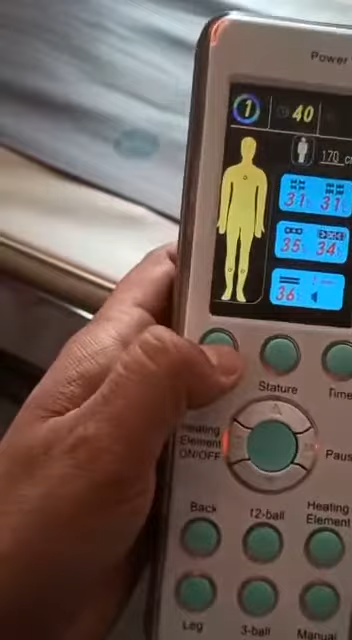 Power
1 40
170 c
31 31
35 34
36
Stature
Time
Heating
Element
ON/OFF
Paus
Back
12-ball
Heating
Element
Leg
3-ball
Manual